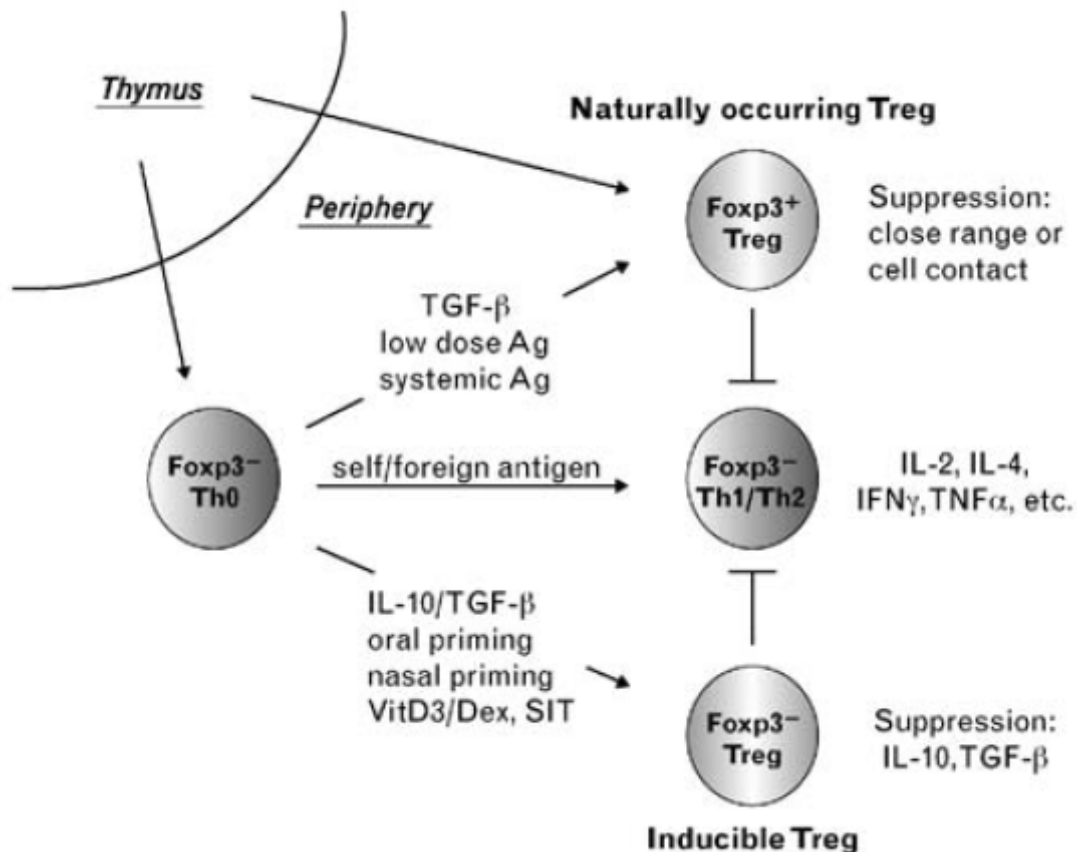 Thymus
Periphery
Naturally occurring Treg
Foxp3⁺
Treg
Suppression:
close range or
cell contact
TGF-β
low dose Ag
systemic Ag
Foxp3⁻
Th0
self/foreign antigen
Foxp3⁻
Th1/Th2
IL-2, IL-4,
IFNγ, TNFα, etc.
IL-10/TGF-β
oral priming
nasal priming
VitD3/Dex, SIT
Foxp3⁻
Treg
Suppression:
IL-10, TGF-β
Inducible Treg